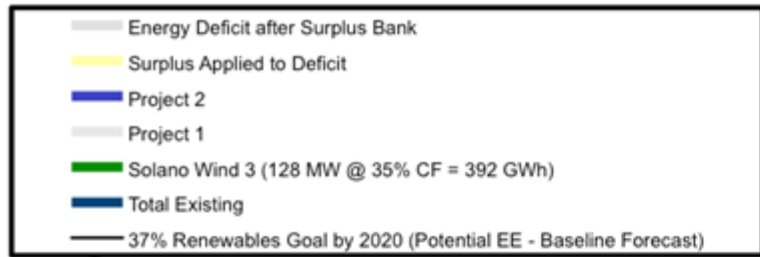 Energy Deficit after Surplus Bank
Surplus Applied to Deficit
Project 2
Project 1
Solano Wind 3 (128 MW @ 35% CF = 392 GWh)
Total Existing
37% Renewables Goal by 2020 (Potential EE - Baseline Forecast)